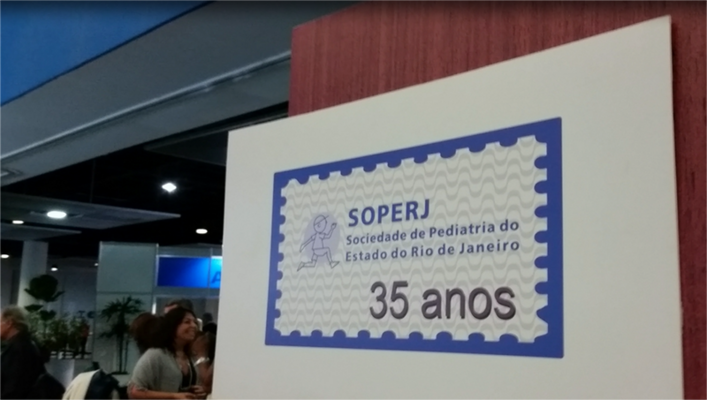 SOPERJ
Sociedade de Pediatria do
Estado do Rio de Janeiro
35 anos